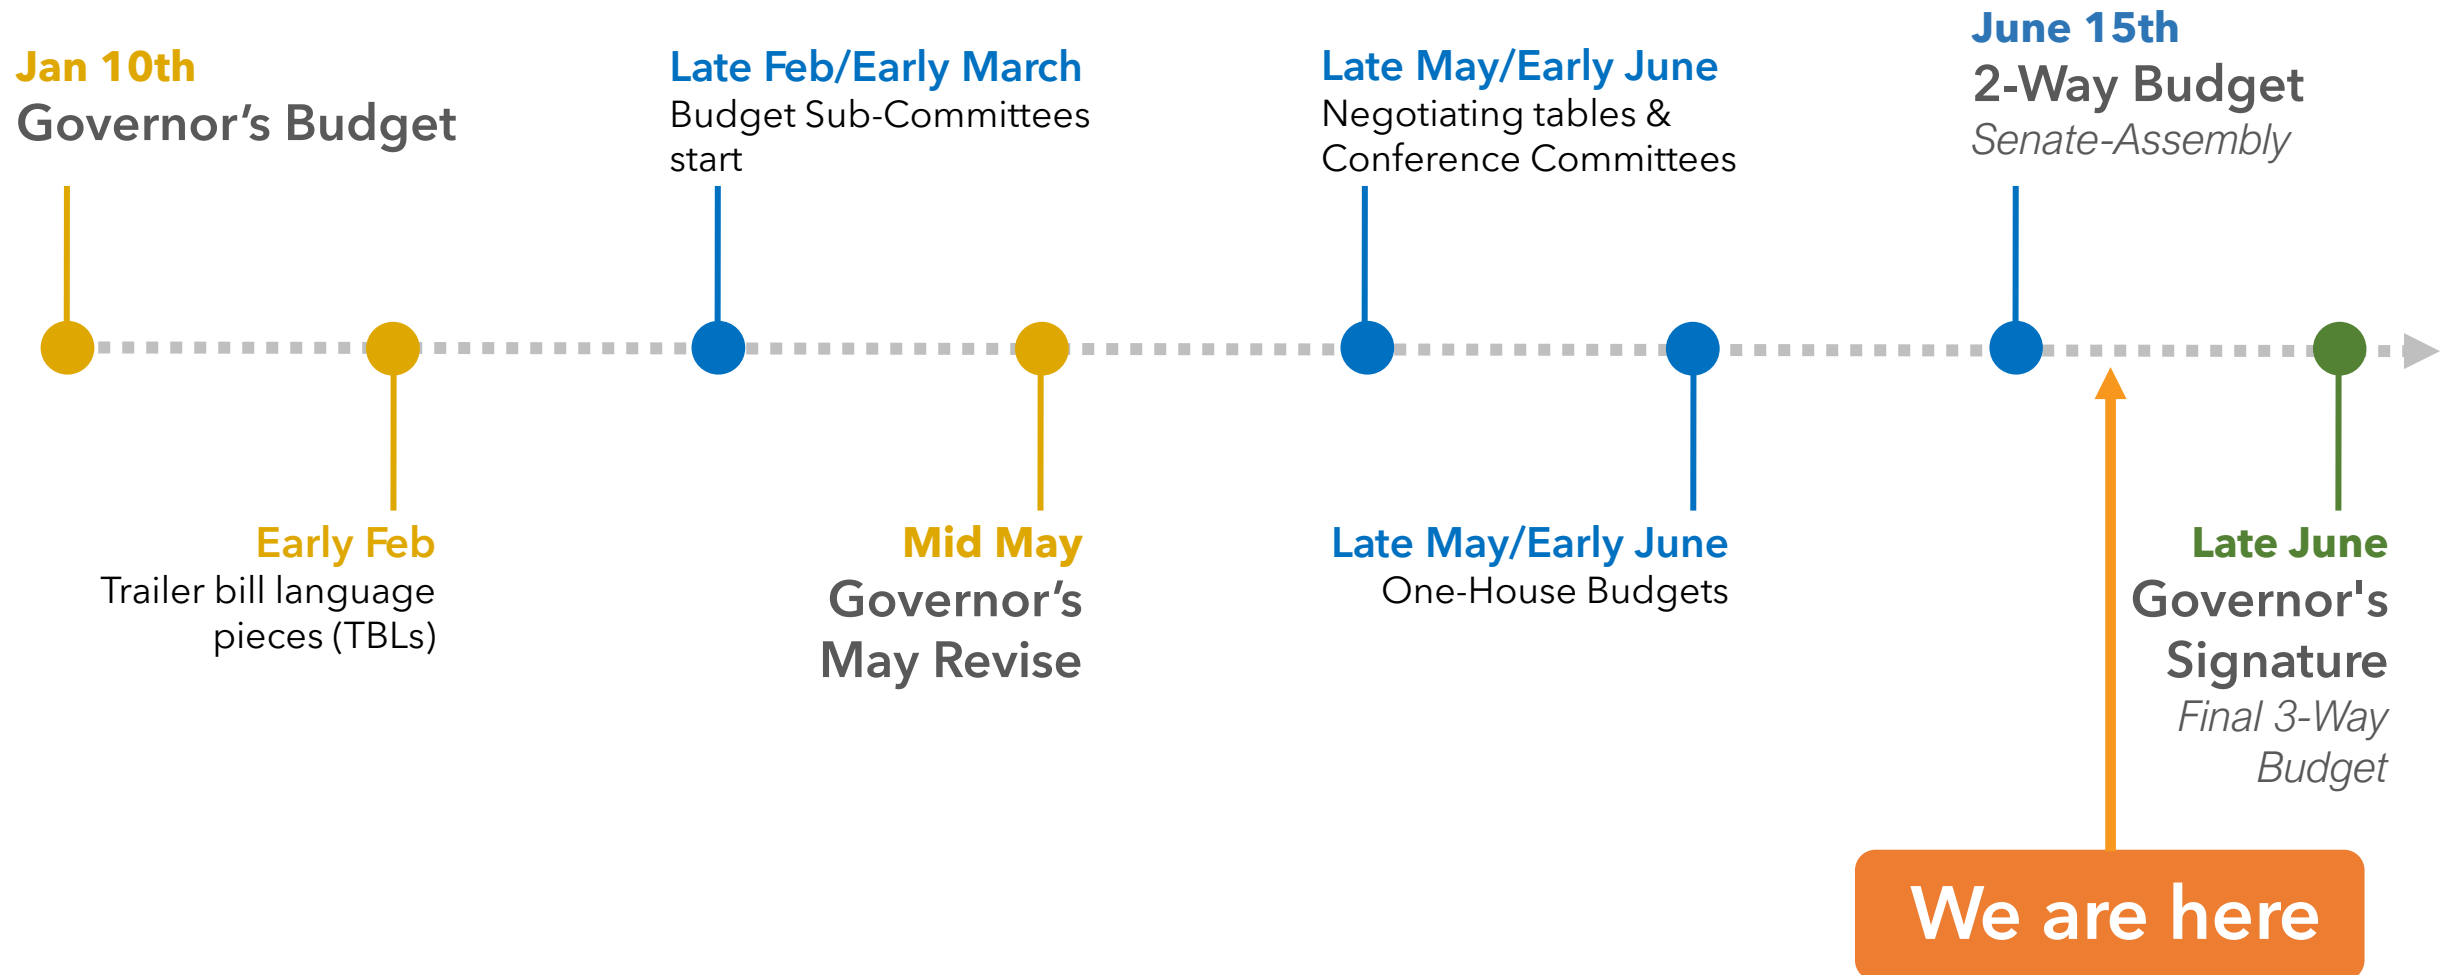 Jan 10th
Governor’s Budget
Late Feb/Early March
Budget Sub-Committees
start
Late May/Early June
Negotiating tables &
Conference Committees
June 15th
2-Way Budget
Senate-Assembly
Early Feb
Trailer bill language
pieces (TBLs)
Mid May
Governor’s
May Revise
Late May/Early June
One-House Budgets
Late June
Governor's
Signature
Final 3-Way
Budget
We are here